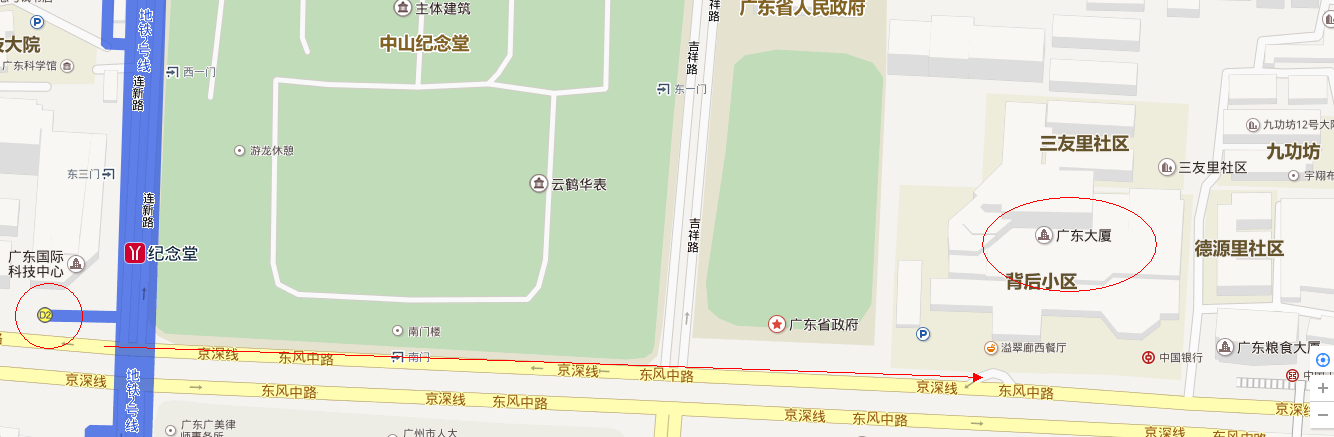 地铁2号线
主体建筑
广东省人民政府
中山纪念堂
技大院
广东科学馆
西一门
连新路
吉祥路
东一门
游龙休憩
东三门
云鹤华表
三友里社区
三友里社区
九功坊12号大院
九功坊
宇翔布
连新路
吉祥路
广东大厦
德源里社区
纪念堂
广东国际
科技中心
背后小区
D2
南门楼
广东省政府
P
P
溢翠廊西餐厅
中国银行
广东粮食大厦
京深线
东风中路
南门
京深线
东风中路
京深线
东风中路
京深线
地铁2号线
京深线
东风中路
京深线
东风中路
京深线
东风中路
京深线
东风中路
广东广美律
师事务所
广州市人大